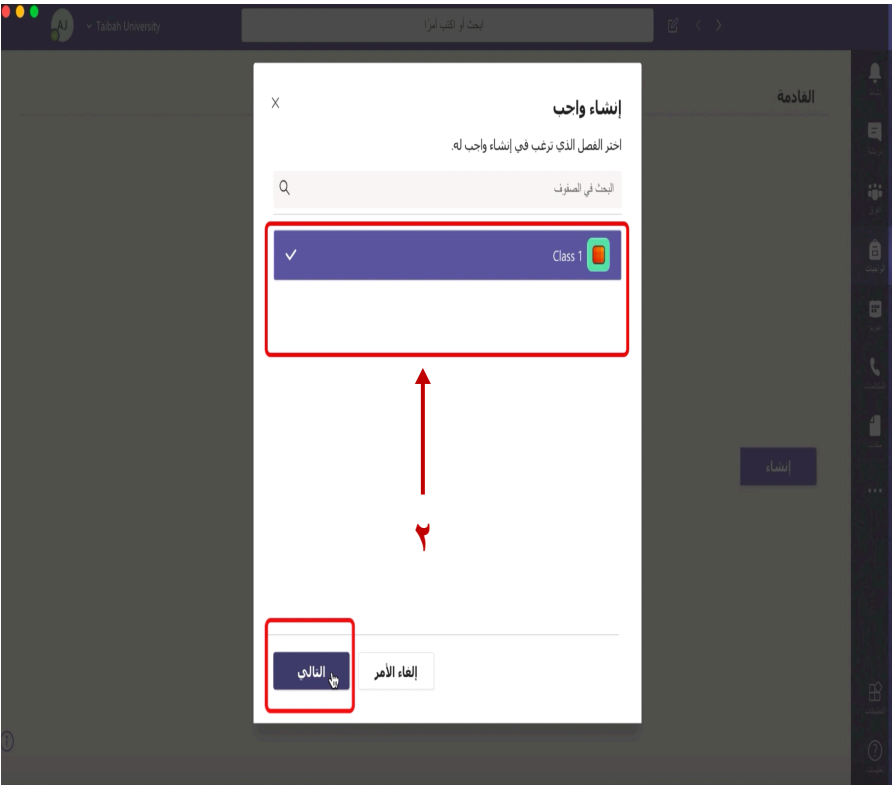 AJ
Taibah University
ابحث أو اكتب أمرًا
القادمة
إنشاء واجب
اختر الفصل الذي ترغب في إنشاء واجب له.
البحث في الصفوف
Class 1
٢
إنشاء
إلغاء الأمر
التالي